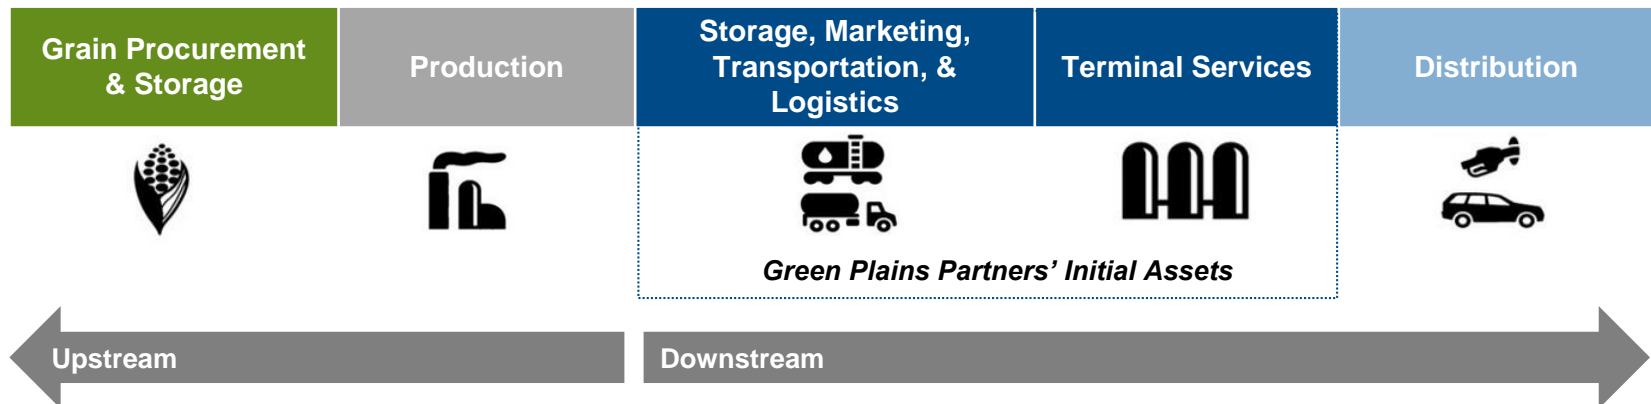 Grain Procurement
& Storage
Production
Storage, Marketing,
Transportation, &
Logistics
Terminal Services
Distribution
Green Plains Partners’ Initial Assets
Upstream
Downstream